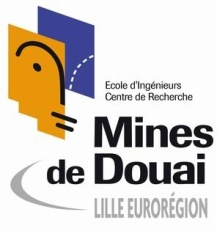 Ecole d'Ingénieurs
Centre de Recherche
Mines
de Douai
LILLE EURORÉGION